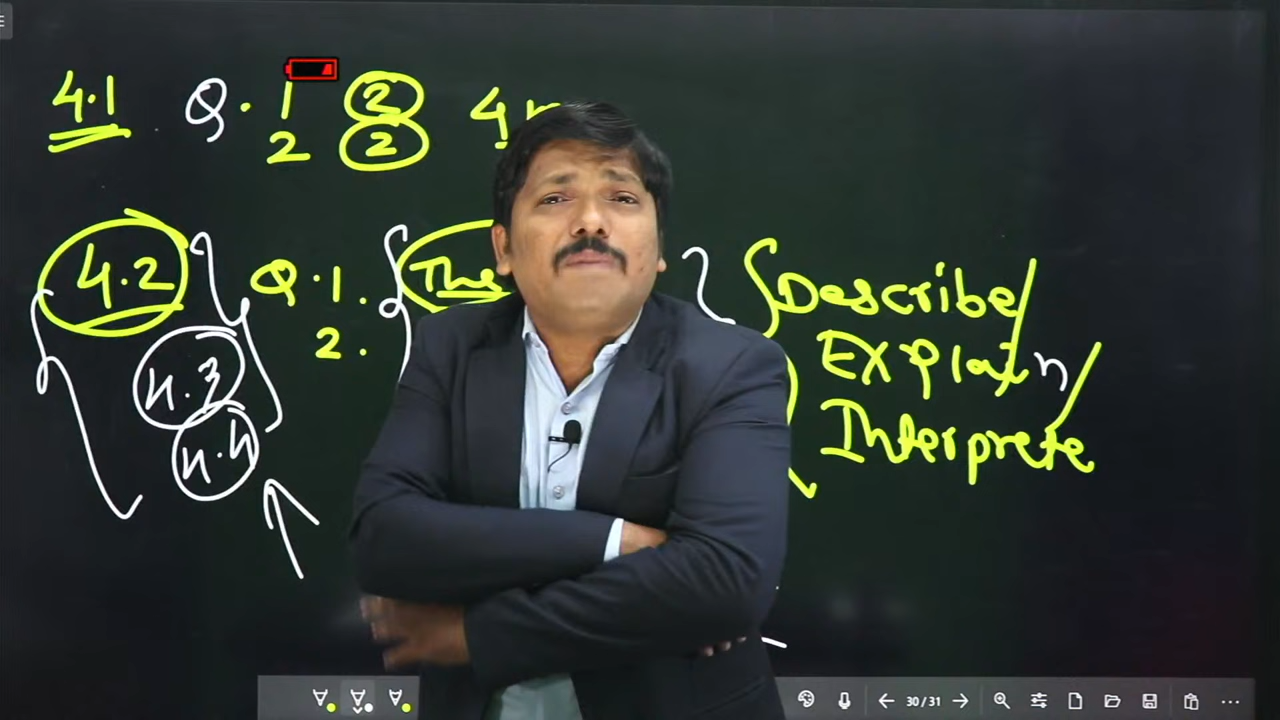 4.1 Q. 1 2 4
2 2
4.2 Q.1. The Describe/
2. Explain/
4.3 Interprete
4.4
30/31